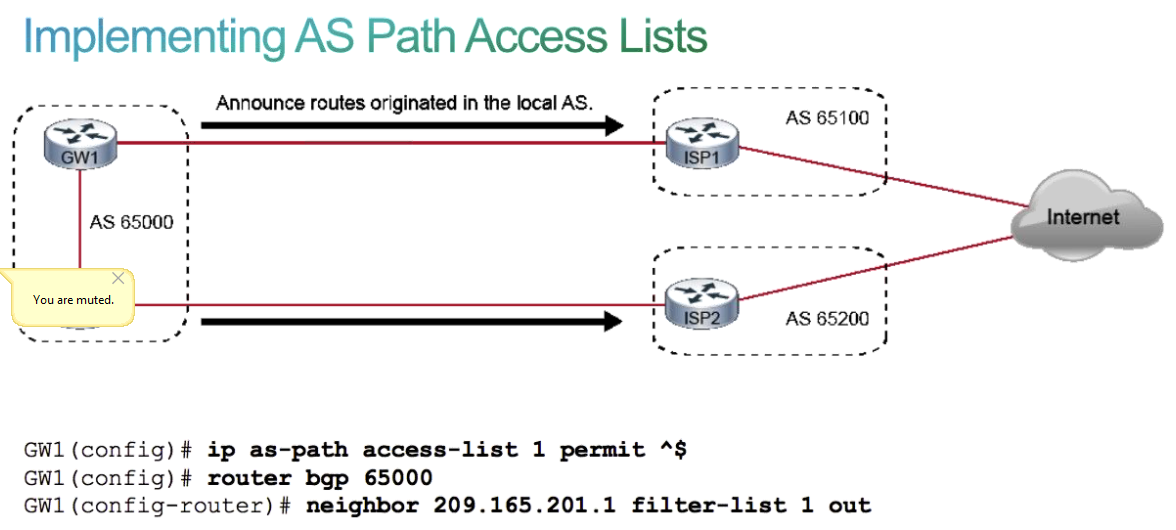 Implementing AS Path Access Lists
Announce routes originated in the local AS.
AS 65100
GW1
ISP1
AS 65000
Internet
You are muted.
ISP2
AS 65200
GW1(config)# ip as-path access-list 1 permit ^$
GW1(config)# router bgp 65000
GW1(config-router)# neighbor 209.165.201.1 filter-list 1 out